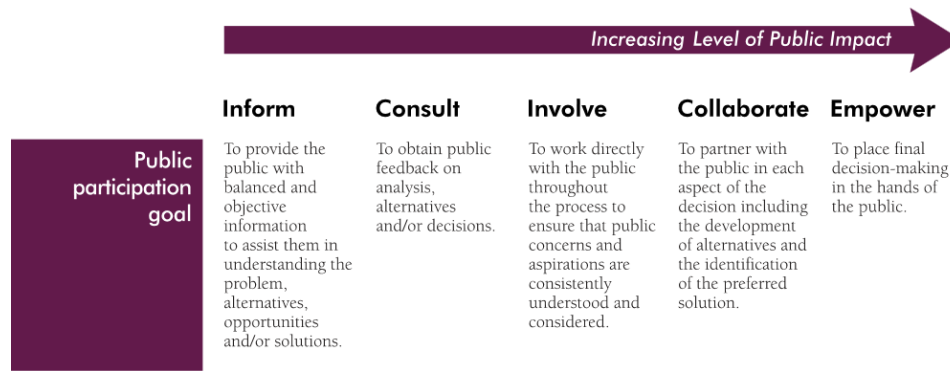 Increasing Level of Public Impact
Inform
Consult
Involve
Collaborate
Empower
Public
participation
goal
To provide the
public with
balanced and
objective
information
to assist them in
understanding the
problem,
alternatives,
opportunities
and/or solutions.
To obtain public
feedback on
analysis,
alternatives
and/or decisions.
To work directly
with the public
throughout
the process to
ensure that public
concerns and
aspirations are
consistently
understood and
considered.
To partner with
the public in each
aspect of the
decision including
the development
of alternatives and
the identification
of the preferred
solution.
To place final
decision-making
in the hands of
the public.